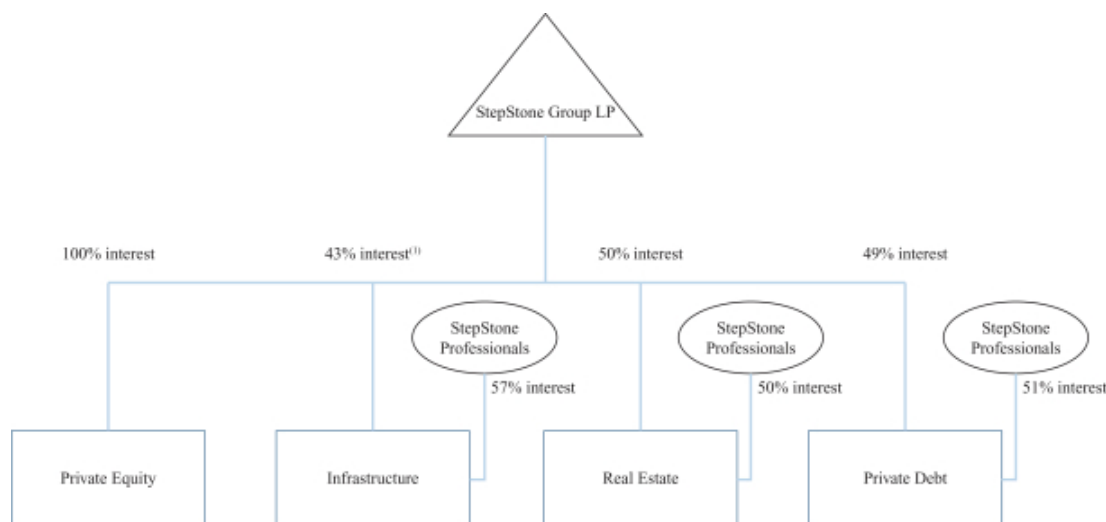 StepStone Group LP
100% interest
43% interest⁽¹⁾
50% interest
49% interest
StepStone
Professionals
StepStone
Professionals
StepStone
Professionals
57% interest
50% interest
51% interest
Private Equity
Infrastructure
Real Estate
Private Debt